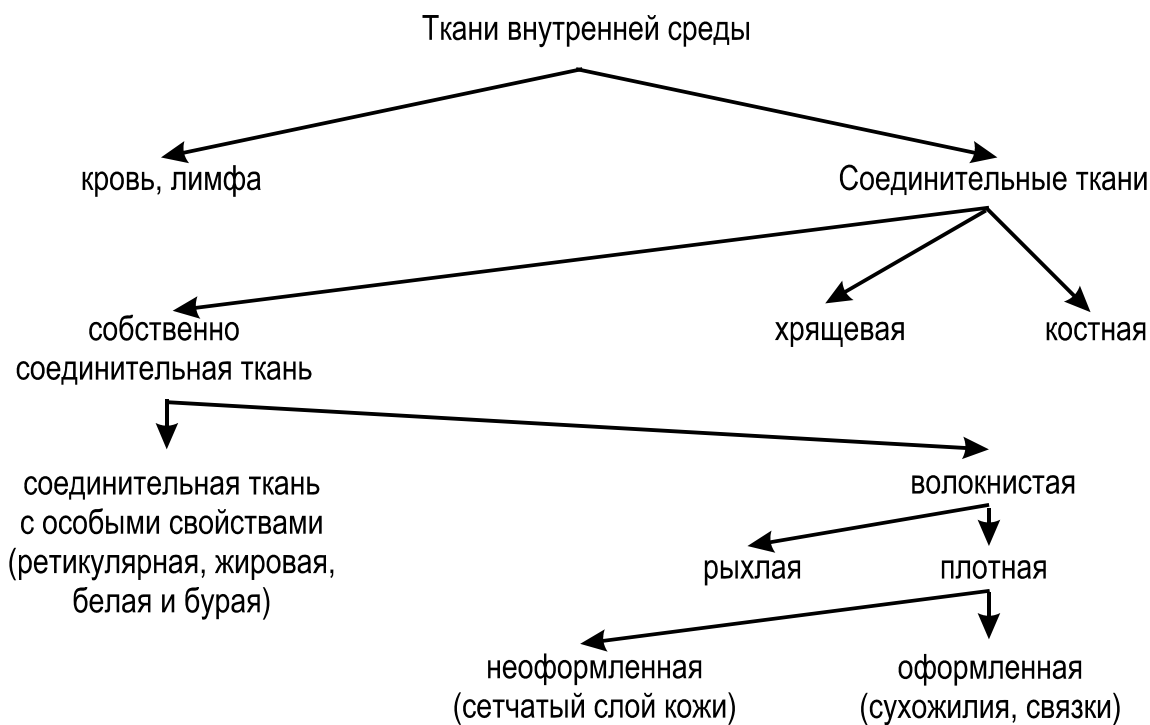 Ткани внутренней среды
кровь, лимфа
Соединительные ткани
собственно
соединительная ткань
хрящевая
костная
соединительная ткань
с особыми свойствами
(ретикулярная, жировая,
белая и бурая)
волокнистая
рыхлая
плотная
неоформленная
(сетчатый слой кожи)
оформленная
(сухожилия, связки)